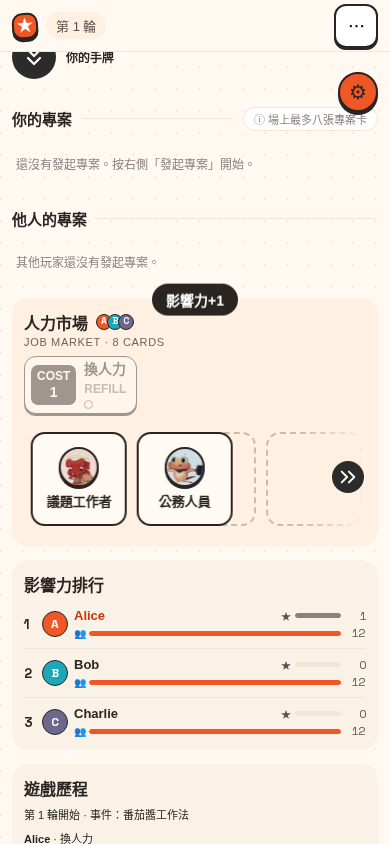 第 1 輪
你的手牌
你的專案
ⓘ 場上最多八張專案卡
還沒有發起專案。按右側「發起專案」開始。
他人的專案
其他玩家還沒有發起專案。
影響力+1
人力市場 A B C
JOB MARKET · 8 CARDS
COST 1 換人力 REFILL
議題工作者
公務人員
影響力排行
1 A Alice ★ 1
👥 12
2 B Bob ★ 0
👥 12
3 C Charlie ★ 0
👥 12
遊戲歷程
第 1 輪開始 · 事件：番茄醬工作法
Alice · 換人力